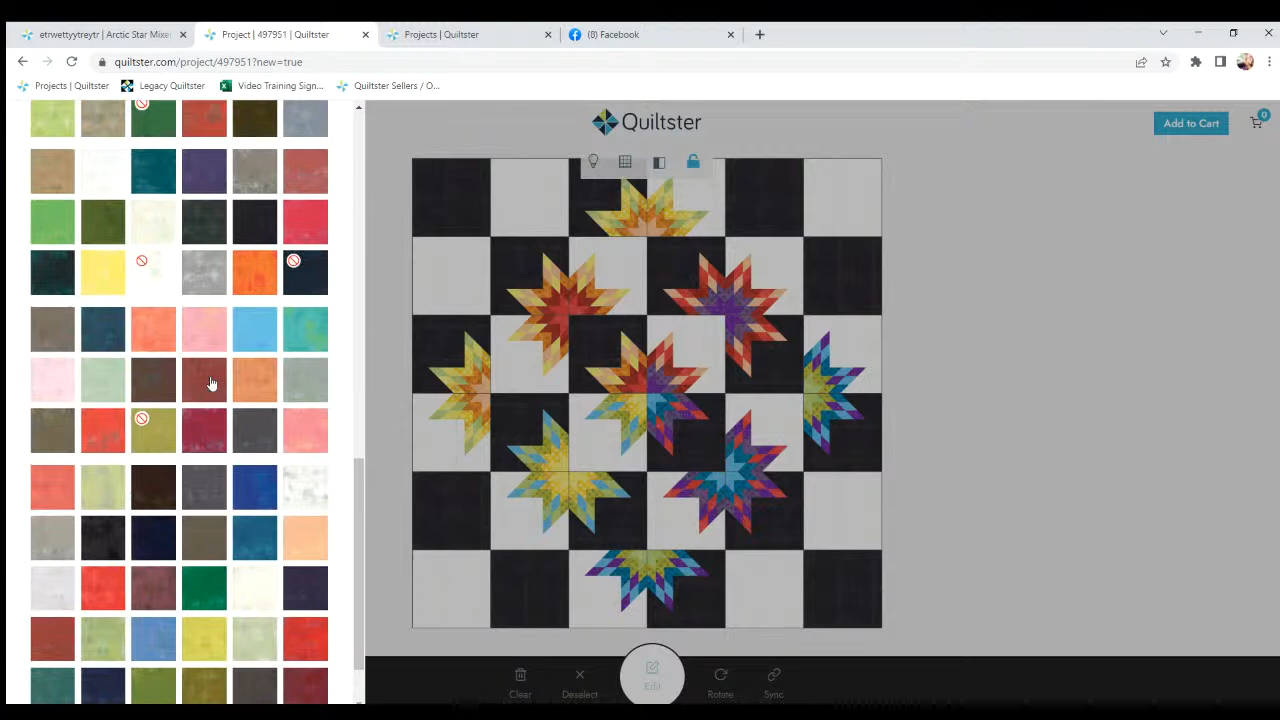 etrwettyytreytr | Arctic Star Mixe
Project | 497951 | Quiltster
Projects | Quiltster
(8) Facebook
quiltster.com/project/497951?new=true
Projects | Quiltster
Legacy Quiltster
Video Training Sign...
Quiltster Sellers / O...
Quiltster
Add to Cart
0
Clear
Deselect
Edit
Rotate
Sync